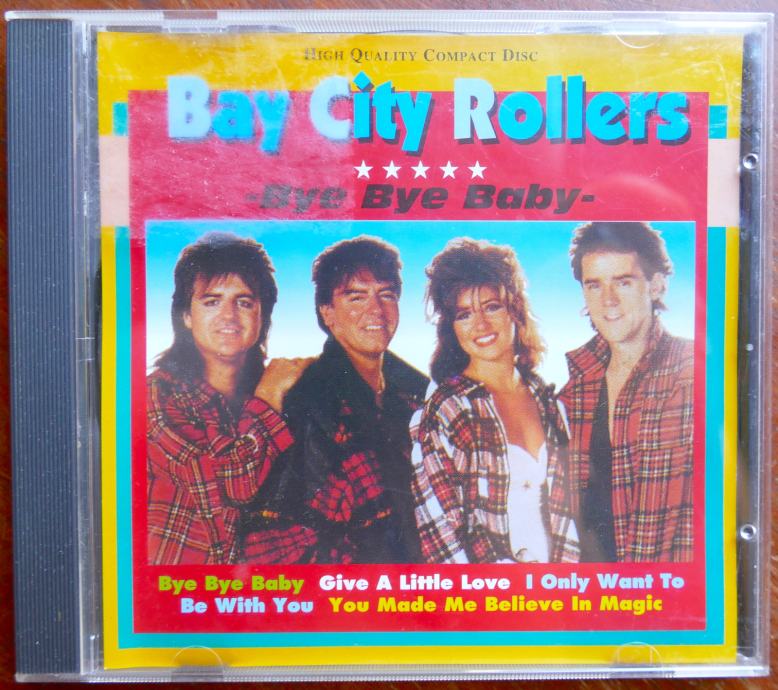 HIGH QUALITY COMPACT DISC
Bay City Rollers
-Bye Bye Baby-
Bye Bye Baby Give A Little Love I Only Want To
Be With You You Made Me Believe In Magic